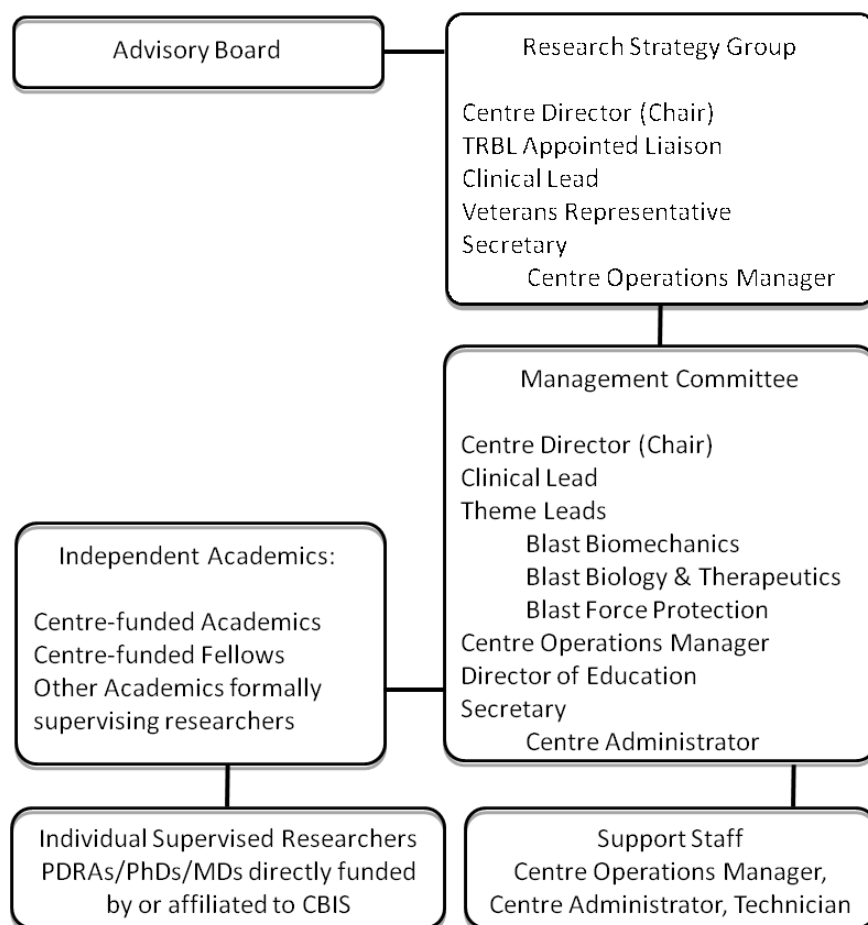 Advisory Board
Research Strategy Group
Centre Director (Chair)
TRBL Appointed Liaison
Clinical Lead
Veterans Representative
Secretary
Centre Operations Manager
Management Committee
Centre Director (Chair)
Clinical Lead
Theme Leads
Blast Biomechanics
Blast Biology & Therapeutics
Blast Force Protection
Centre Operations Manager
Director of Education
Secretary
Centre Administrator
Independent Academics:
Centre-funded Academics
Centre-funded Fellows
Other Academics formally
supervising researchers
Individual Supervised Researchers
PDRAs/PhDs/MDs directly funded
by or affiliated to CBIS
Support Staff
Centre Operations Manager,
Centre Administrator, Technician